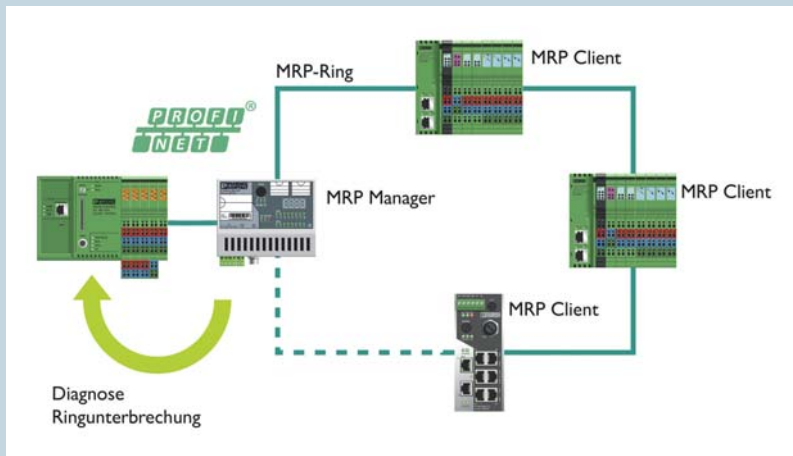 MRP-Ring
MRP Client
PROFI
NET®
MRP Manager
MRP Client
MRP Client
Diagnose
Ringunterbrechung